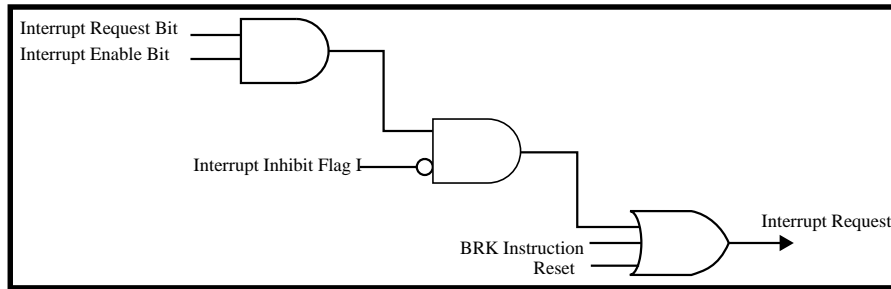 Interrupt Request Bit
Interrupt Enable Bit
Interrupt Inhibit Flag I
Interrupt Request
BRK Instruction
Reset